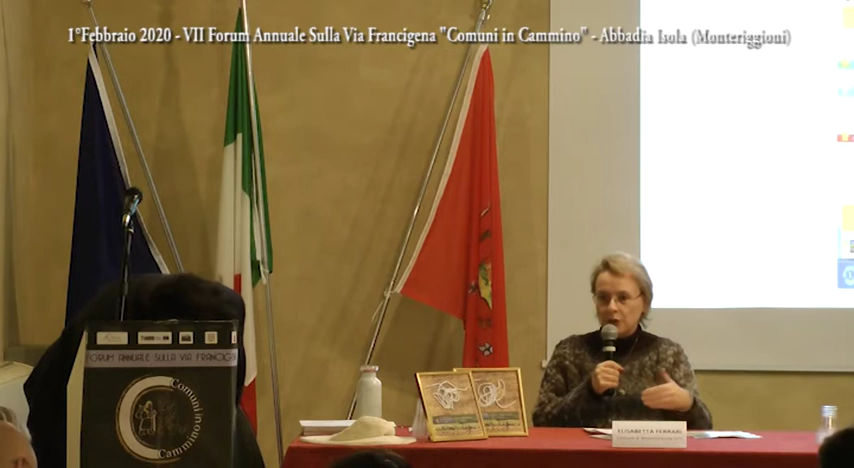 1°Febbraio 2020 - VII Forum Annuale Sulla Via Francigena "Comuni in Cammino" - Abbadia Isola (Monteriggioni)
FORUM ANNUALE SULLA VIA FRANCIGENA
Comuni in
Cammino
ELISABETTA FERRARI